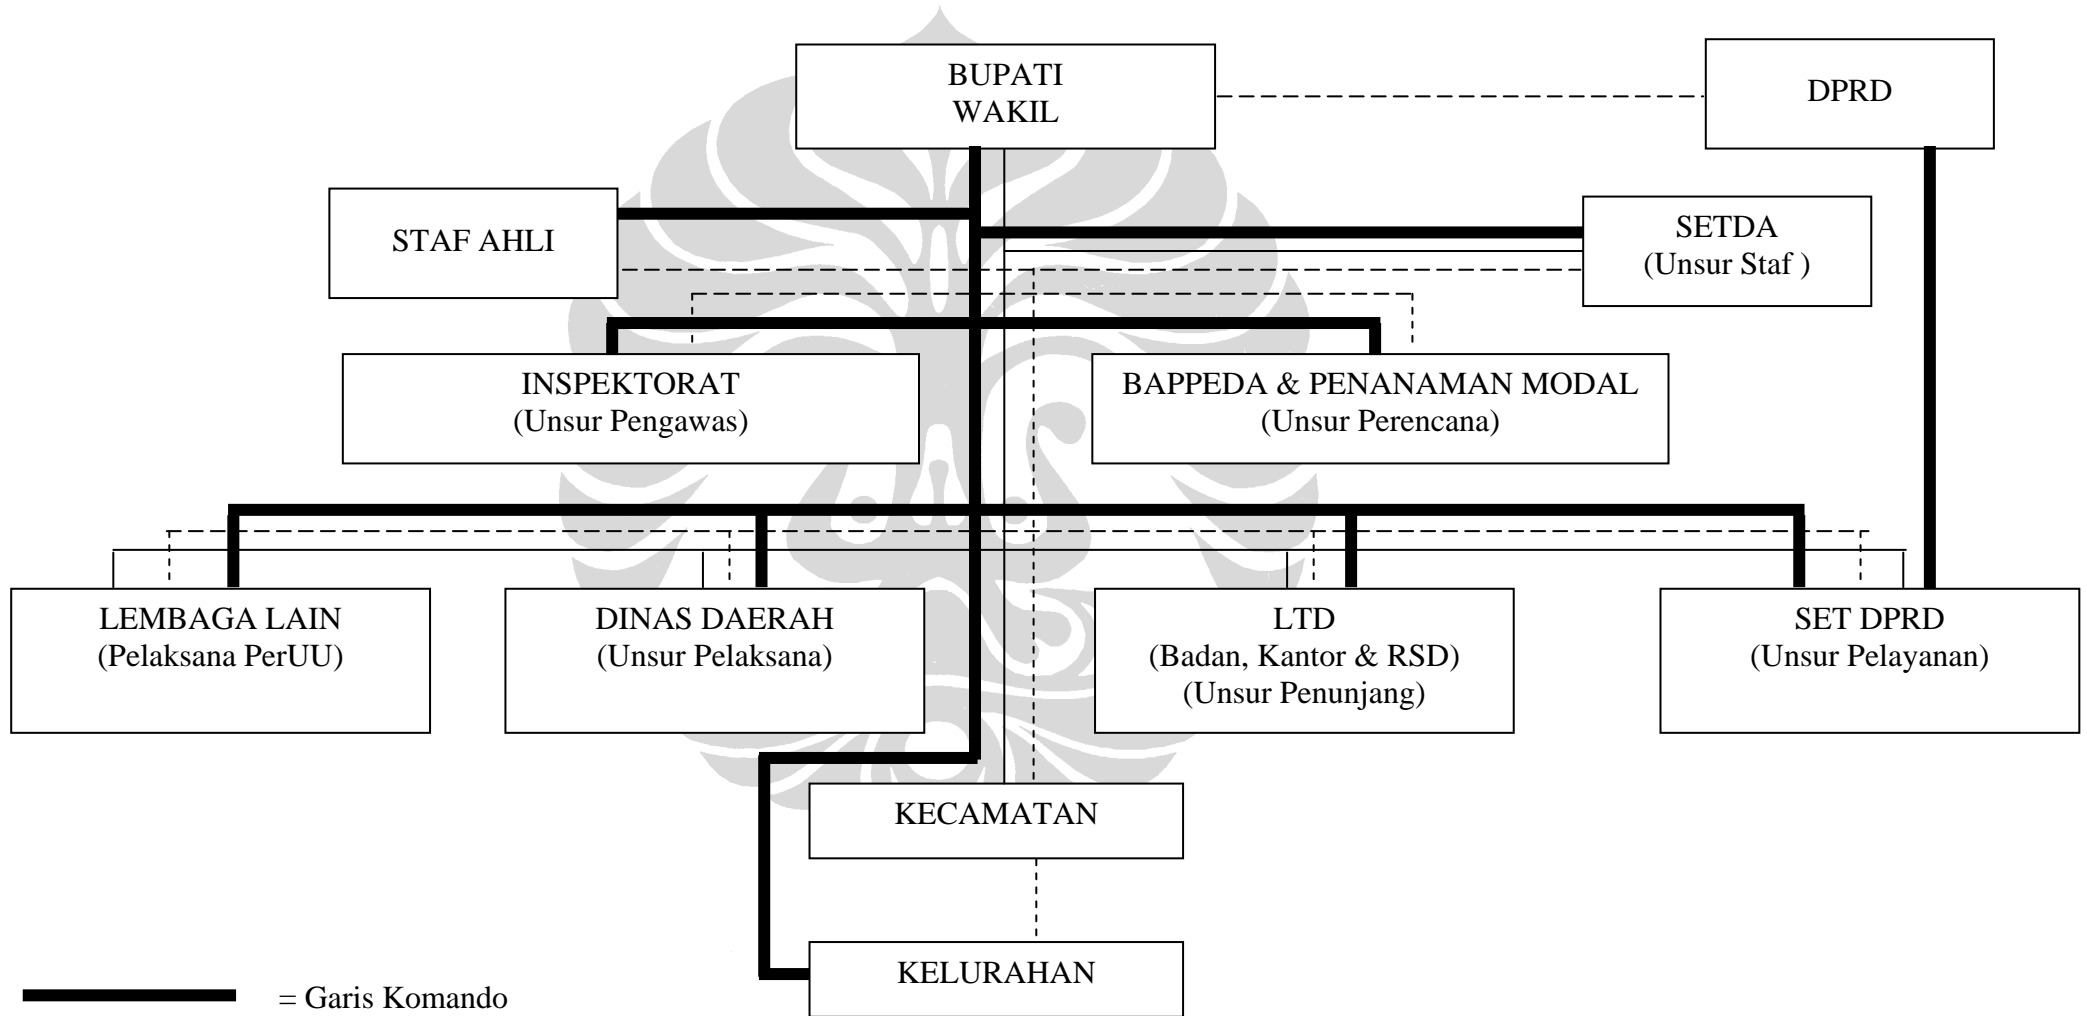 BUPATI
WAKIL
DPRD
STAF AHLI
SETDA
(Unsur Staf )
INSPEKTORAT
(Unsur Pengawas)
BAPPEDA & PENANAMAN MODAL
(Unsur Perencana)
LEMBAGA LAIN
(Pelaksana PerUU)
DINAS DAERAH
(Unsur Pelaksana)
LTD
(Badan, Kantor & RSD)
(Unsur Penunjang)
SET DPRD
(Unsur Pelayanan)
KECAMATAN
KELURAHAN
= Garis Komando